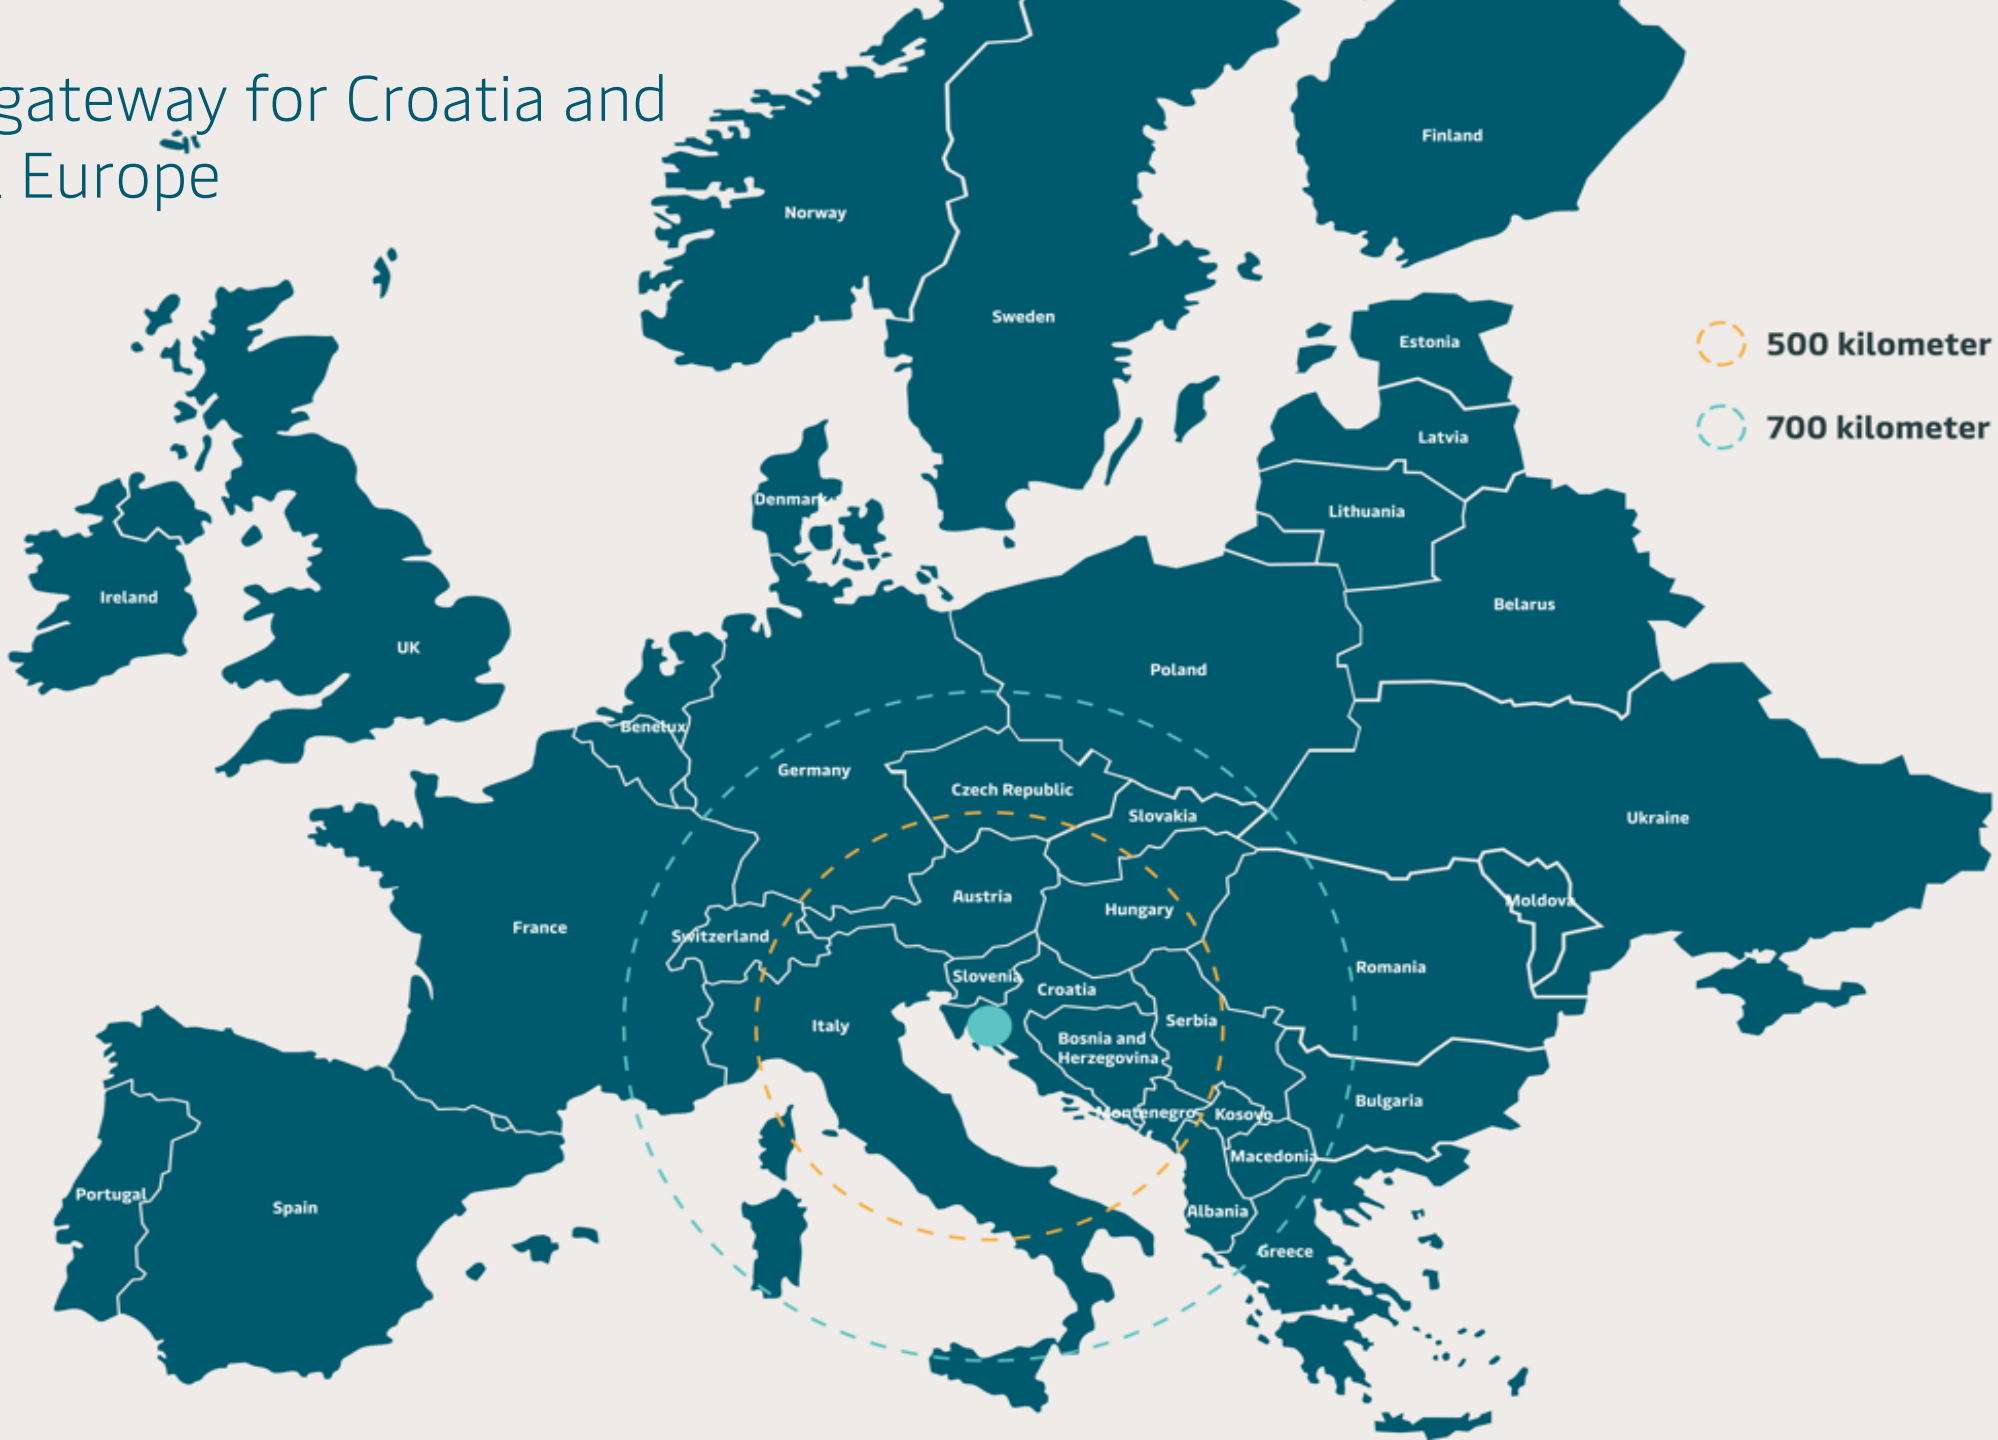 gateway for Croatia and
Europe
Finland
Norway
Sweden
Estonia
500 kilometer
Latvia
700 kilometer
Denmark
Lithuania
Ireland
Belarus
UK
Poland
Benelux
Germany
Czech Republic
Slovakia
Ukraine
Austria
Moldova
Hungary
France
Switzerland
Romania
Slovenia
Croatia
Serbia
Italy
Bosnia and
Herzegovina
Bulgaria
Montenegro
Kosovo
Macedonia
Portugal
Spain
Albania
Greece